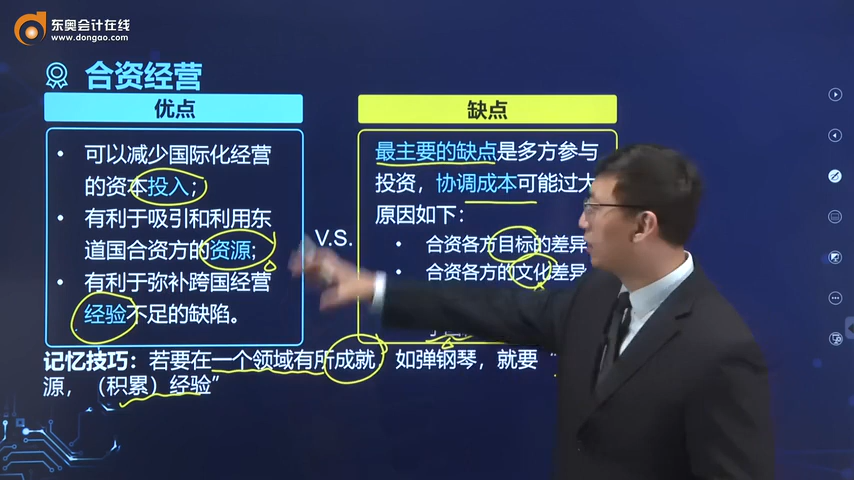 东奥会计在线
www.dongao.com
合资经营
优点
• 可以减少国际化经营
的资本投入；
• 有利于吸引和利用东
道国合资方的资源；
• 有利于弥补跨国经营
经验不足的缺陷。
V.S.
缺点
最主要的缺点是多方参与
投资，协调成本可能过大
原因如下：
• 合资各方目标的差异
• 合资各方的文化差异
记忆技巧：若要在一个领域有所成就 如弹钢琴，就要“
源，（积累）经验”